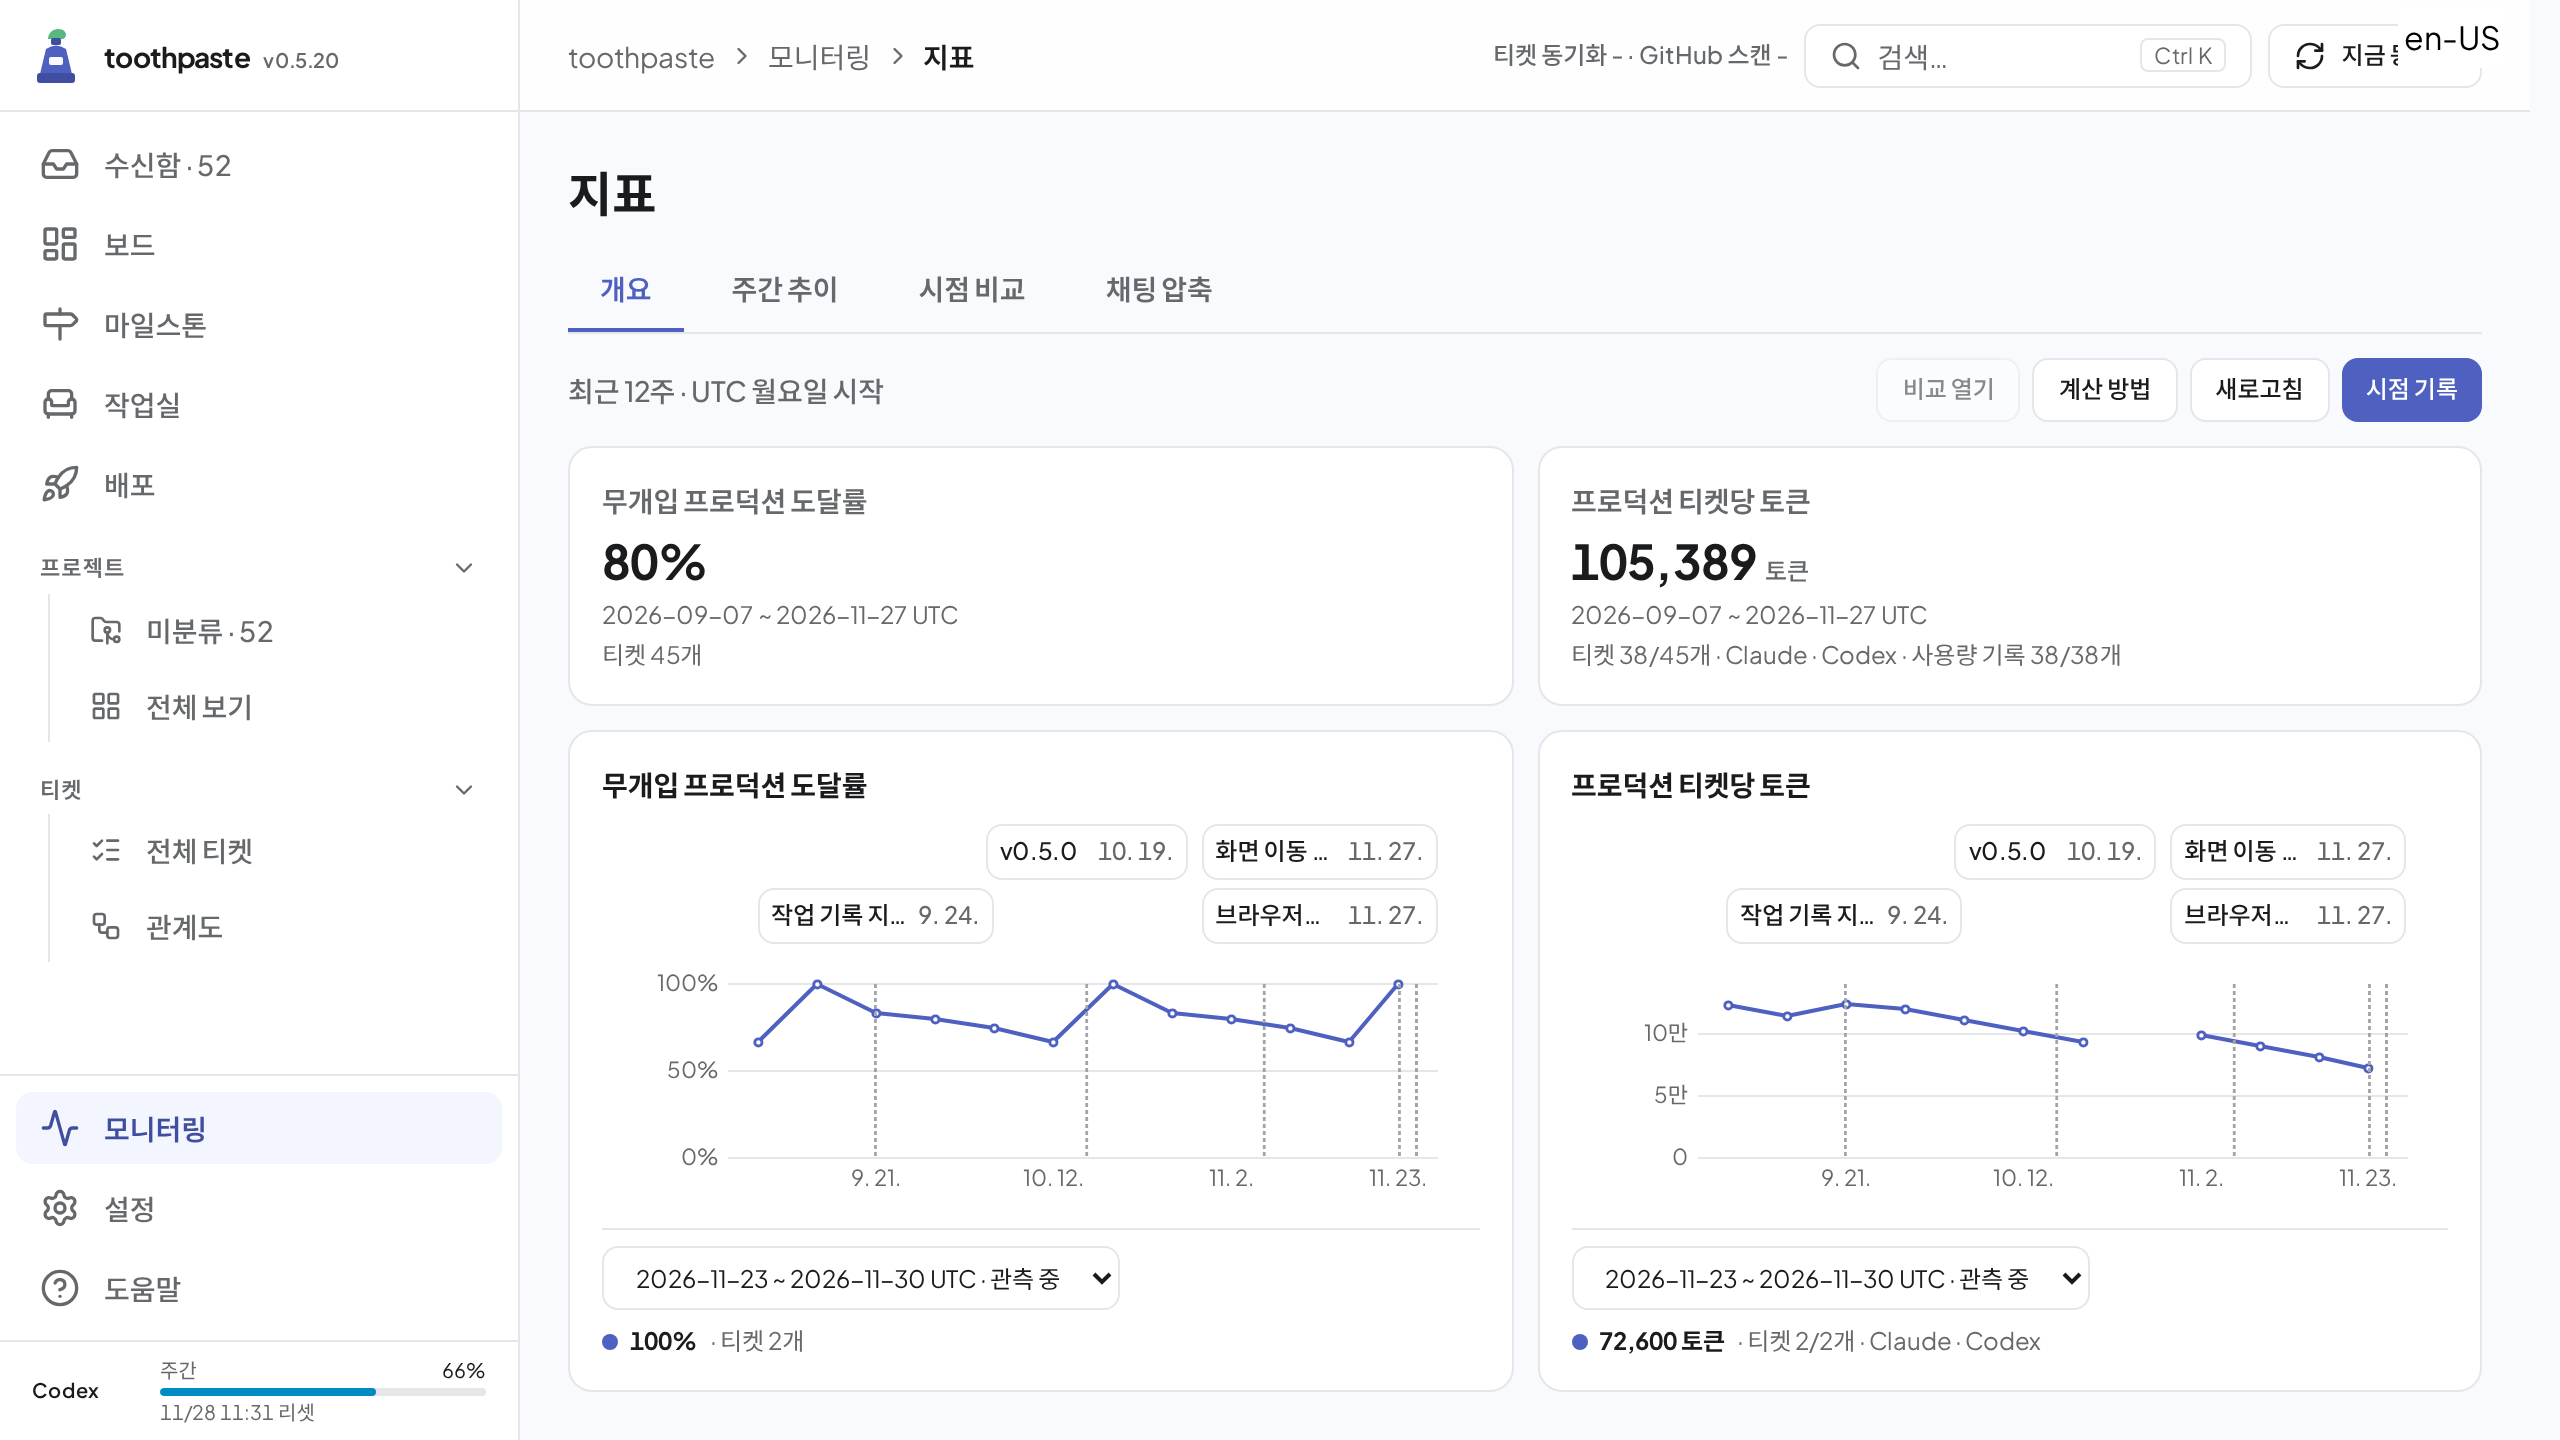 toothpaste v0.5.20
수신함 · 52
보드
마일스톤
작업실
배포
프로젝트
미분류 · 52
전체 보기
티켓
전체 티켓
관계도
모니터링
설정
도움말
Codex
주간 66%
11/28 11:31 리셋
toothpaste > 모니터링 > 지표
티켓 동기화 - · GitHub 스캔 -
검색... Ctrl K
지금
en-US
지표
개요 주간 추이 시점 비교 채팅 압축
최근 12주 · UTC 월요일 시작
비교 열기 계산 방법 새로고침 시점 기록
무개입 프로덕션 도달률
80%
2026-09-07 ~ 2026-11-27 UTC
티켓 45개
프로덕션 티켓당 토큰
105,389 토큰
2026-09-07 ~ 2026-11-27 UTC
티켓 38/45개 · Claude · Codex · 사용량 기록 38/38개
무개입 프로덕션 도달률
v0.5.0 10. 19. 화면 이동 ... 11. 27.
작업 기록 지... 9. 24. 브라우저... 11. 27.
100%
50%
0%
9. 21. 10. 12. 11. 2. 11. 23.
2026-11-23 ~ 2026-11-30 UTC · 관측 중
100% · 티켓 2개
프로덕션 티켓당 토큰
v0.5.0 10. 19. 화면 이동 ... 11. 27.
작업 기록 지... 9. 24. 브라우저... 11. 27.
10만
5만
0
9. 21. 10. 12. 11. 2. 11. 23.
2026-11-23 ~ 2026-11-30 UTC · 관측 중
72,600 토큰 · 티켓 2/2개 · Claude · Codex